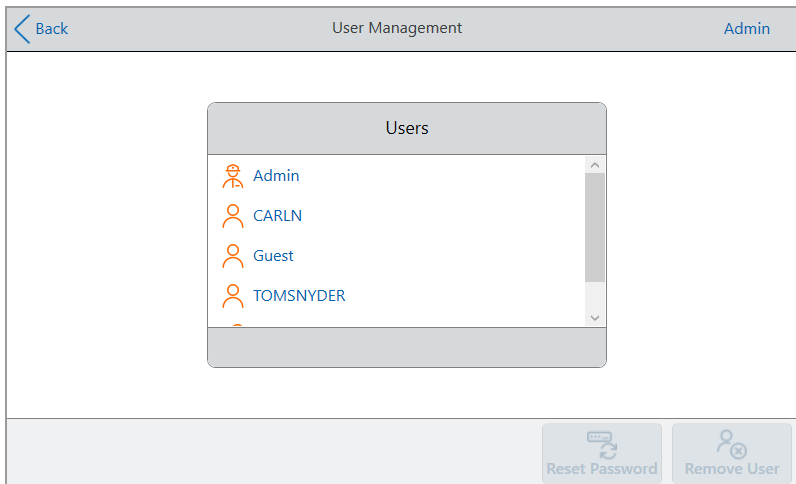 Back
User Management
Admin
Users
Admin
CARLN
Guest
TOMSNYDER
Reset Password
Remove User